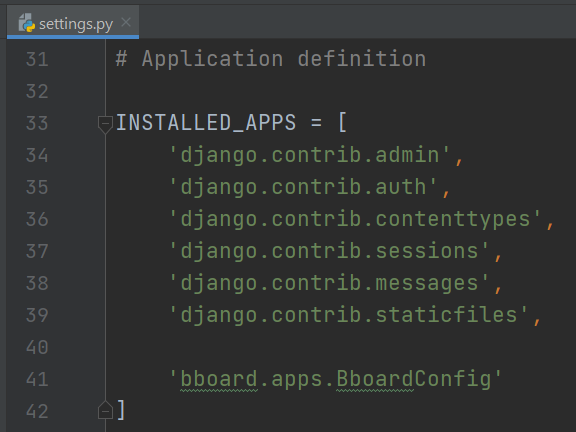 settings.py
31 # Application definition
32
33 INSTALLED_APPS = [
34     'django.contrib.admin',
35     'django.contrib.auth',
36     'django.contrib.contenttypes',
37     'django.contrib.sessions',
38     'django.contrib.messages',
39     'django.contrib.staticfiles',
40
41     'bboard.apps.BboardConfig'
42 ]